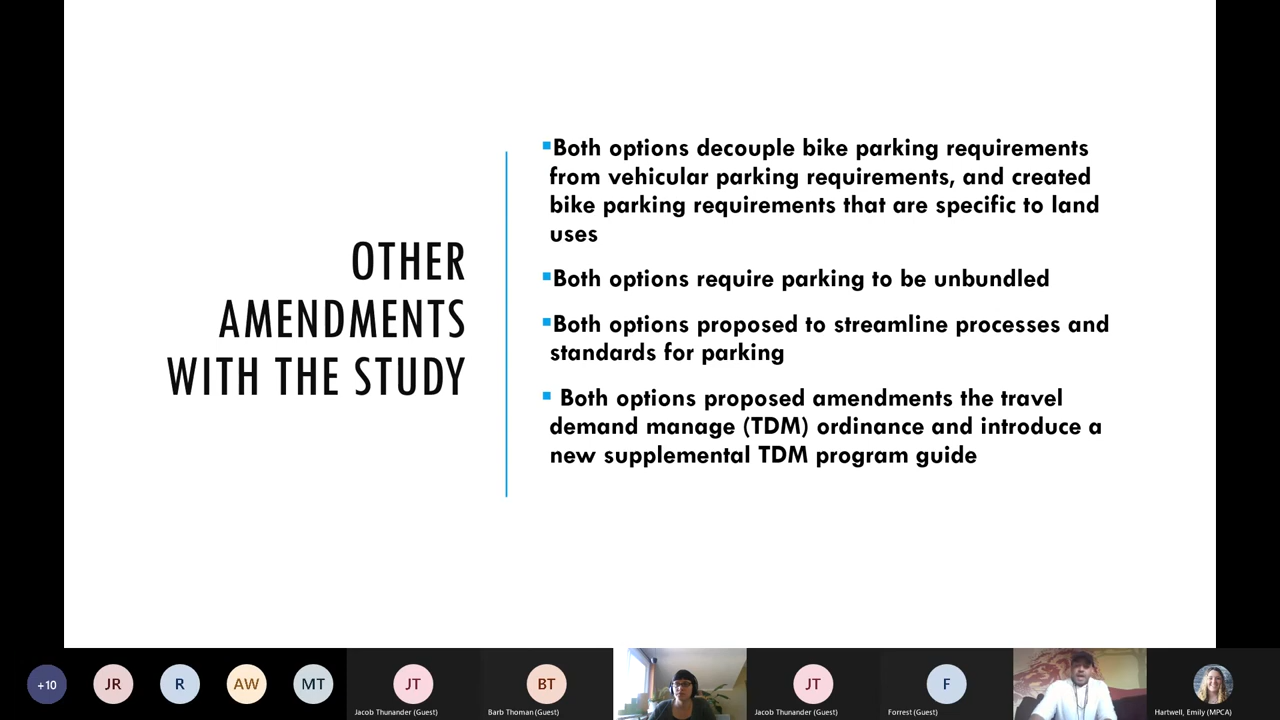 OTHER
AMENDMENTS
WITH THE STUDY
Both options decouple bike parking requirements
from vehicular parking requirements, and created
bike parking requirements that are specific to land
uses
Both options require parking to be unbundled
Both options proposed to streamline processes and
standards for parking
Both options proposed amendments the travel
demand manage (TDM) ordinance and introduce a
new supplemental TDM program guide
+10
JR
R
AW
MT
JT
Jacob Thunander (Guest)
BT
Barb Thoman (Guest)
JT
Jacob Thunander (Guest)
F
Forrest (Guest)
Hartwell, Emily (MPCA)